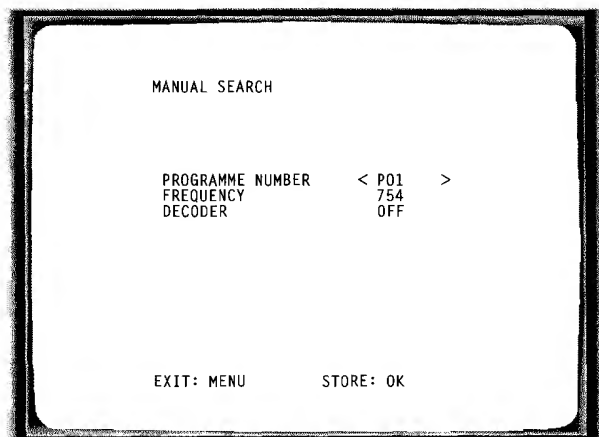 MANUAL SEARCH
PROGRAMME NUMBER < P01 >
FREQUENCY 754
DECODER OFF
EXIT: MENU STORE: OK